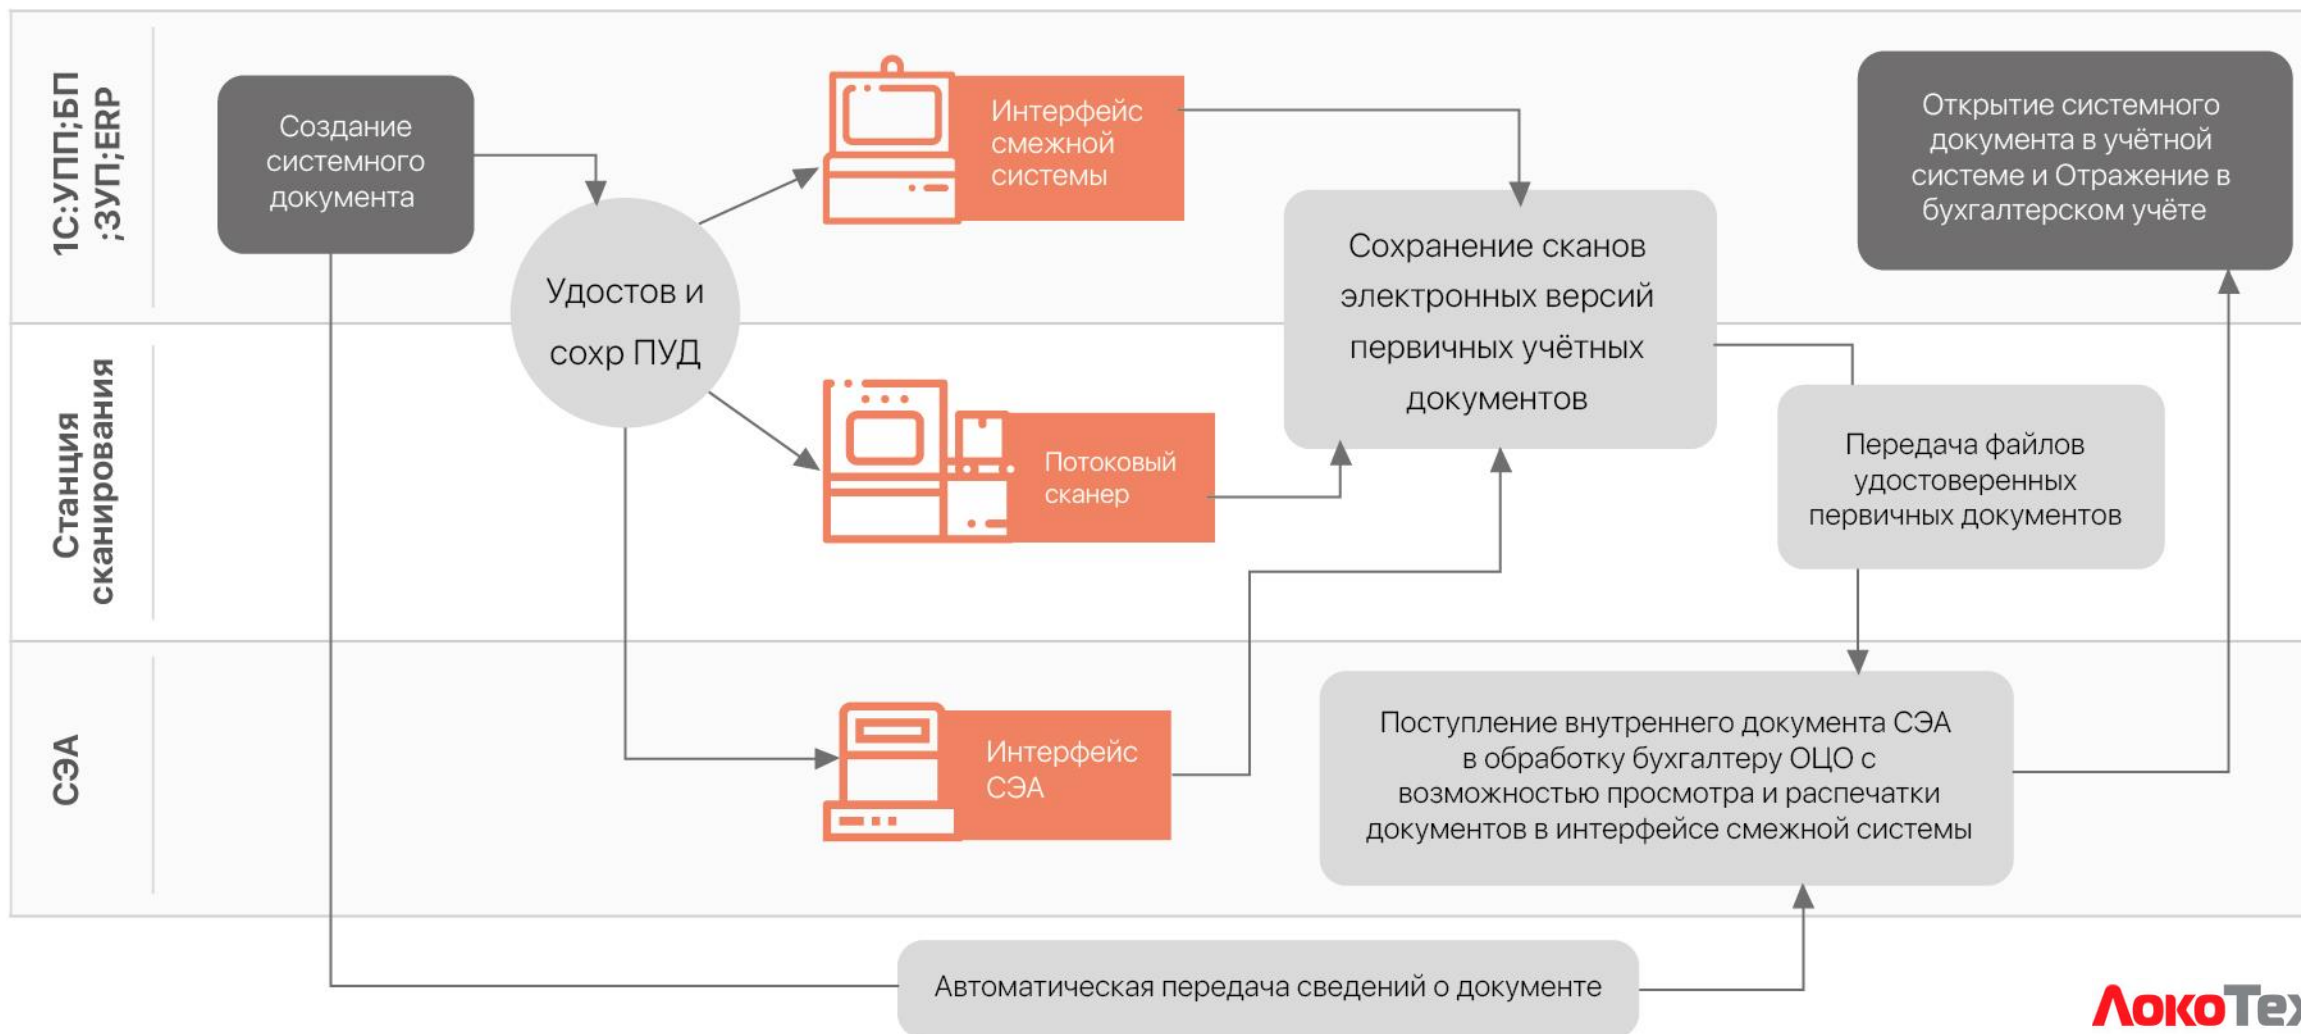 1С:УПП;БП
;ЗУП;ERP
Создание
системного
документа
Удостов и
сохр ПУД
Интерфейс
смежной
системы
Сохранение сканов
электронных версий
первичных учётных
документов
Открытие системного
документа в учётной
системе и Отражение в
бухгалтерском учёте
Станция
сканирования
Потоковый
сканер
Передача файлов
удостоверенных
первичных документов
СЭА
Интерфейс
СЭА
Поступление внутреннего документа СЭА
в обработку бухгалтеру ОЦО с
возможностью просмотра и распечатки
документов в интерфейсе смежной системы
Автоматическая передача сведений о документе
ЛокоТех